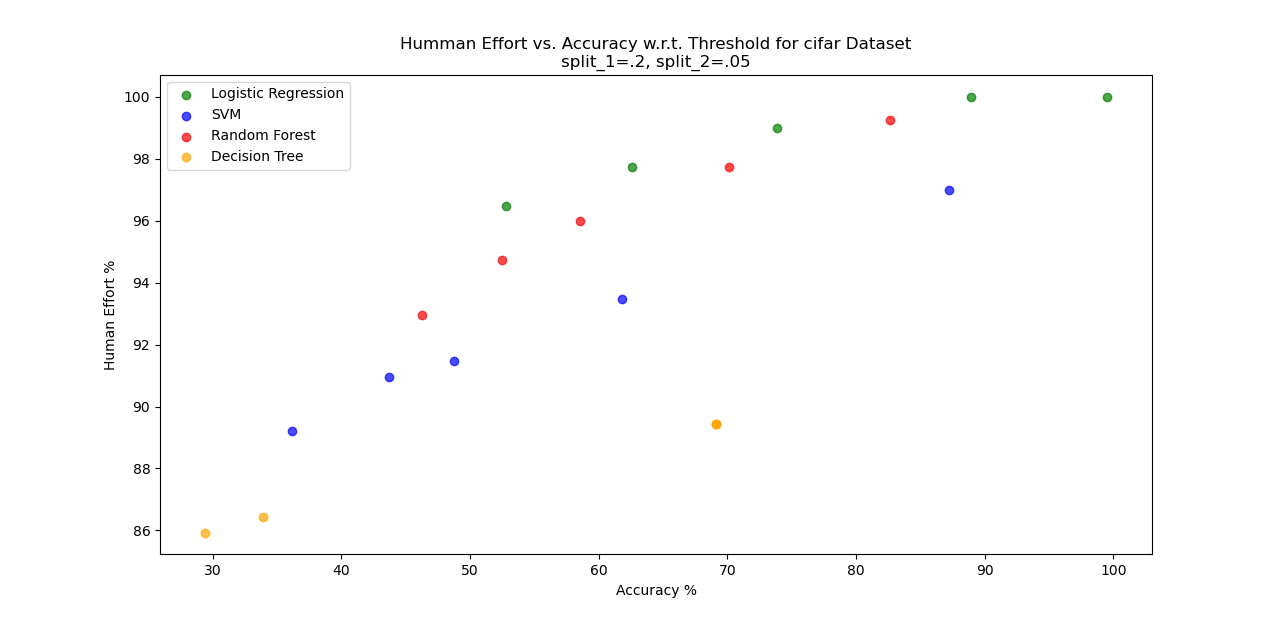 Humman Effort vs. Accuracy w.r.t. Threshold for cifar Dataset
split_1=.2, split_2=.05
Logistic Regression
SVM
Random Forest
Decision Tree
100
98
96
94
92
90
88
86
Human Effort %
30 40 50 60 70 80 90 100
Accuracy %